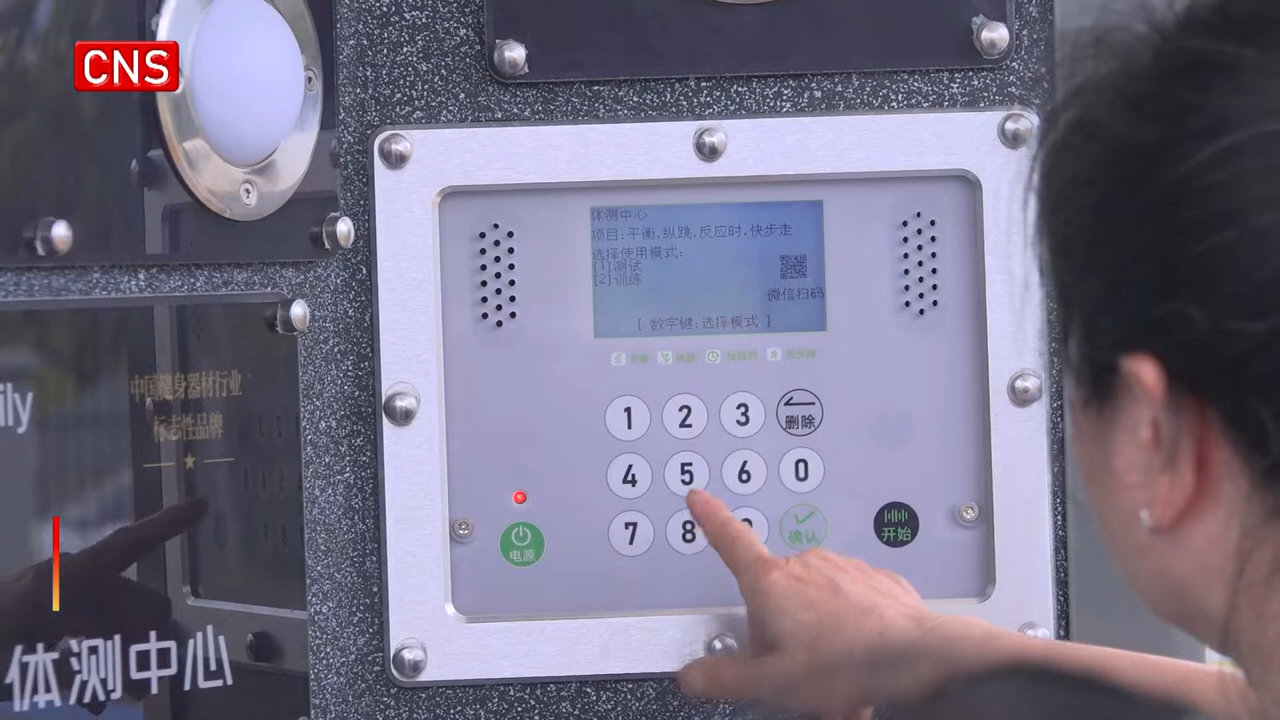 CNS
体测中心
项目:平衡,纵跳,反应时,快步走
选择使用模式:
[1]测试
[2]训练
微信扫码
[ 数字键:选择模式 ]
1 2 3 删除
4 5 6 0
7 8 9 确认
电源
开始
ily
中国健身器材行业
标志性品牌
体测中心